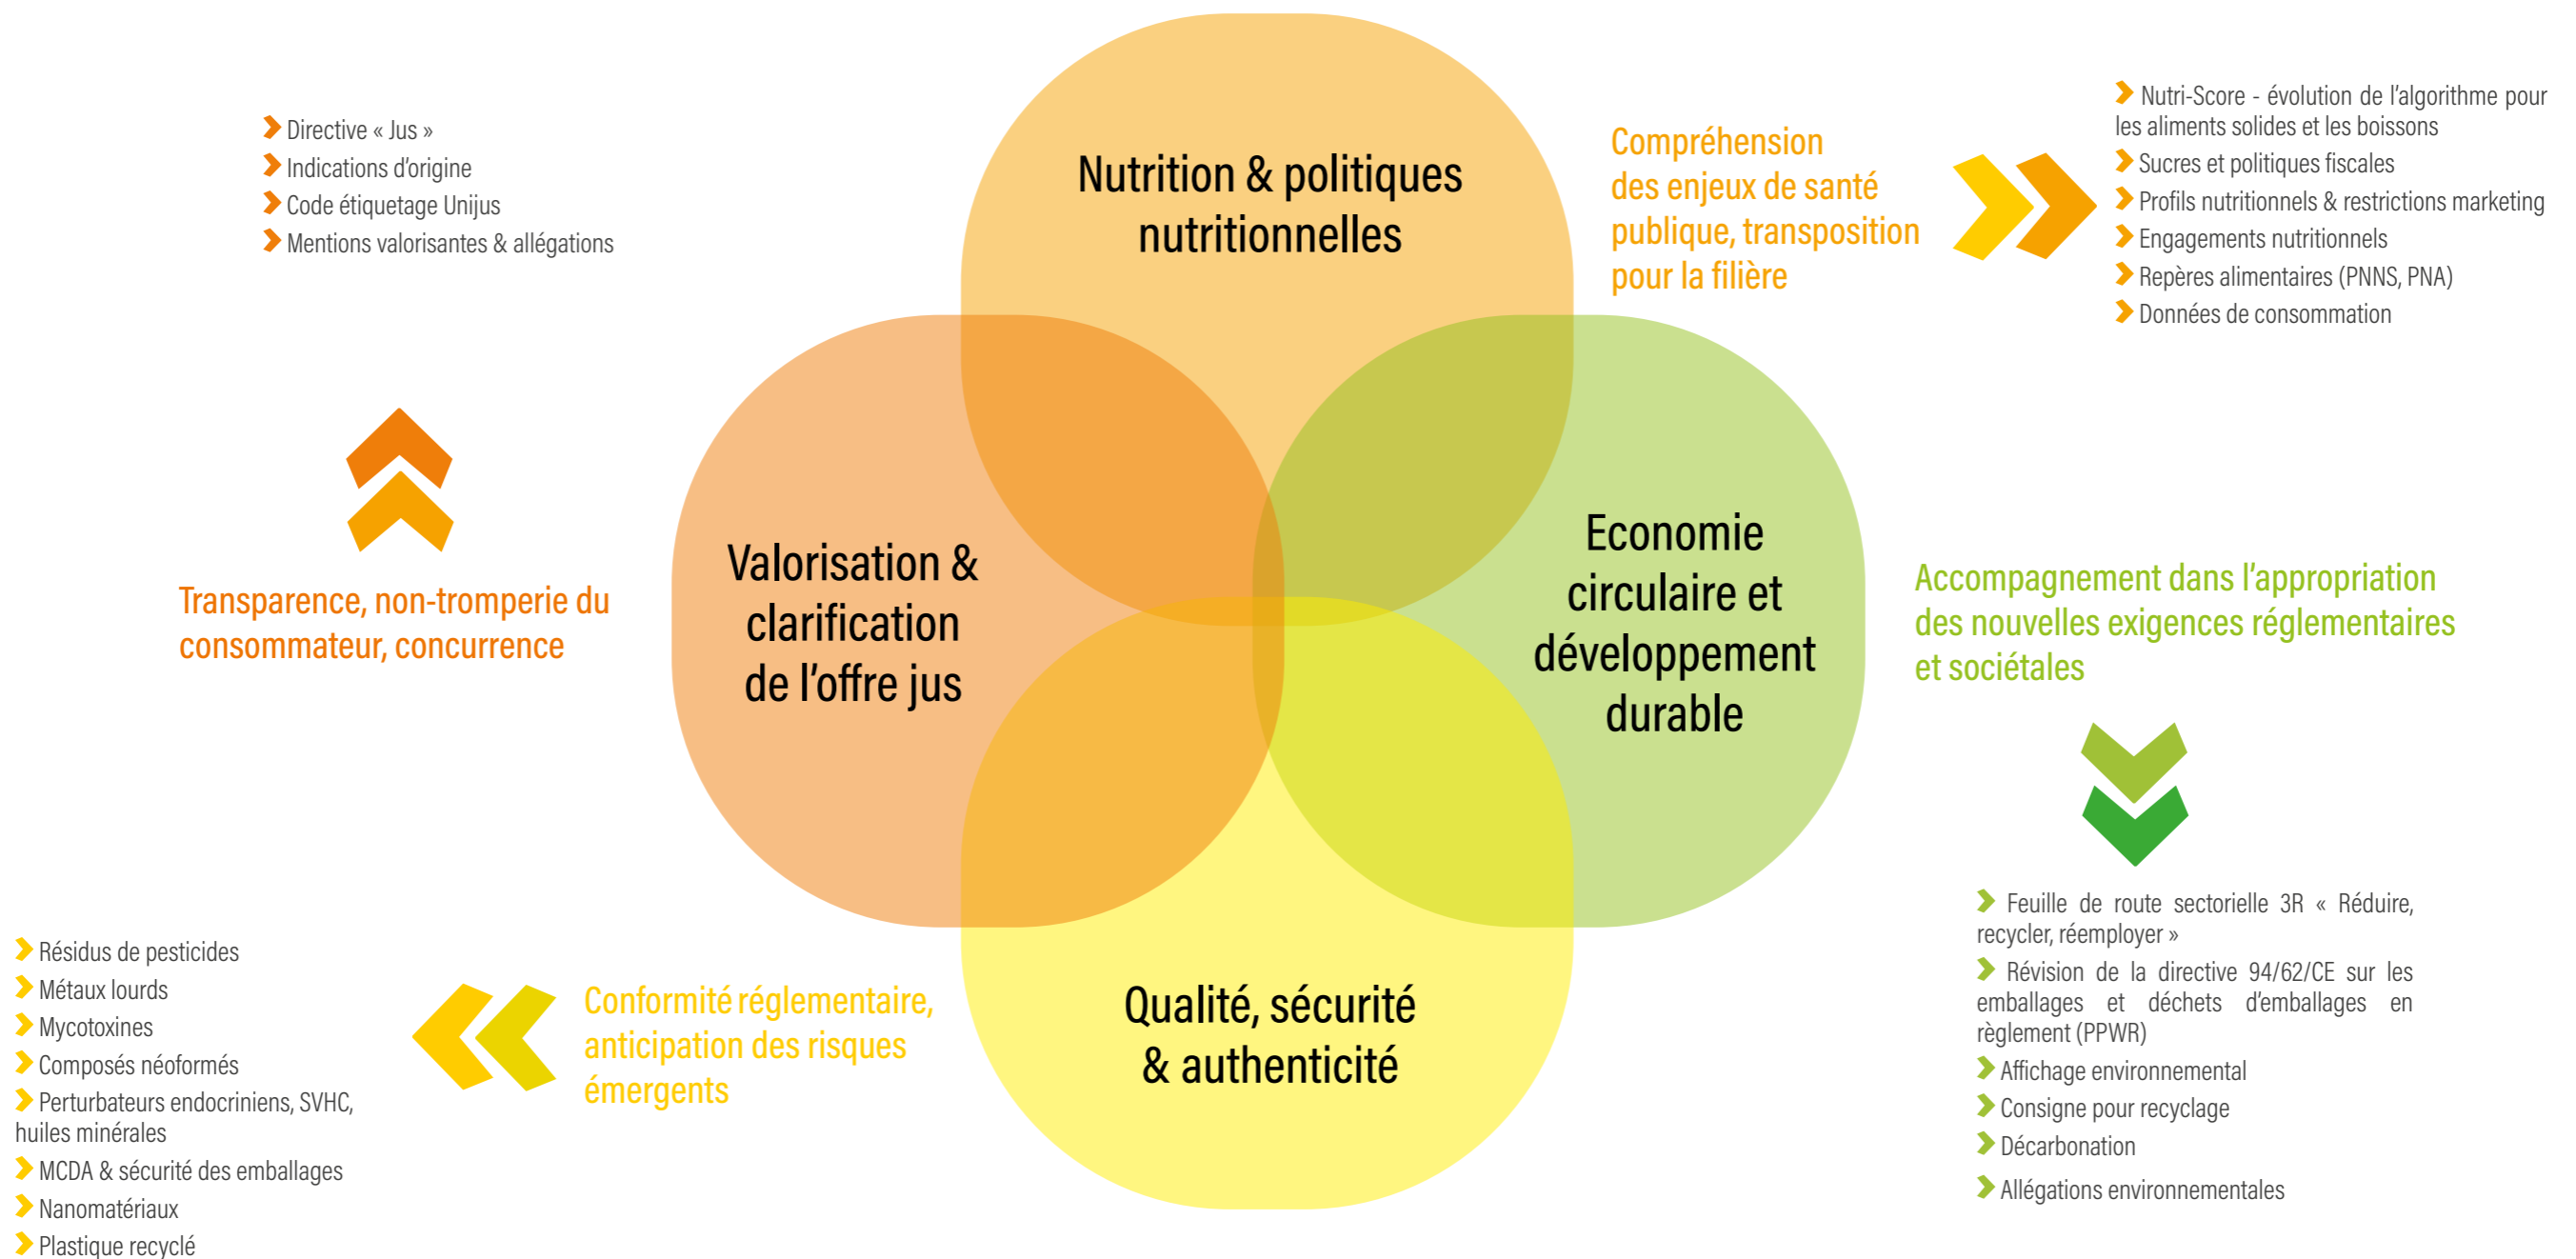 Directive « Jus »
Indications d'origine
Code étiquetage Unijus
Mentions valorisantes & allégations
Transparence, non-tromperie du
consommateur, concurrence
Nutrition & politiques
nutritionnelles
Compréhension
des enjeux de santé
publique, transposition
pour la filière
Nutri-Score - évolution de l'algorithme pour
les aliments solides et les boissons
Sucres et politiques fiscales
Profils nutritionnels & restrictions marketing
Engagements nutritionnels
Repères alimentaires (PNNS, PNA)
Données de consommation
Valorisation &
clarification
de l'offre jus
Economie
circulaire et
développement
durable
Accompagnement dans l'appropriation
des nouvelles exigences réglementaires
et sociétales
Feuille de route sectorielle 3R « Réduire,
recycler, réemployer »
Révision de la directive 94/62/CE sur les
emballages et déchets d'emballages en
règlement (PPWR)
Affichage environnemental
Consigne pour recyclage
Décarbonation
Allégations environnementales
Qualité, sécurité
& authenticité
Conformité réglementaire,
anticipation des risques
émergents
Résidus de pesticides
Métaux lourds
Mycotoxines
Composés néoformés
Perturbateurs endocriniens, SVHC,
huiles minérales
MCDA & sécurité des emballages
Nanomatériaux
Plastique recyclé